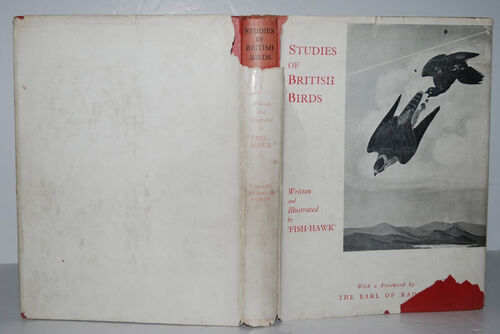 STUDIES
OF
BRITISH
BIRDS
Written
and
Illustrated
by
"FISH-
HAWK"
STUDIES
OF
BRITISH
BIRDS
Written
and
Illustrated
by
'FISH-HAWK'
With a Foreword by
THE EARL OF